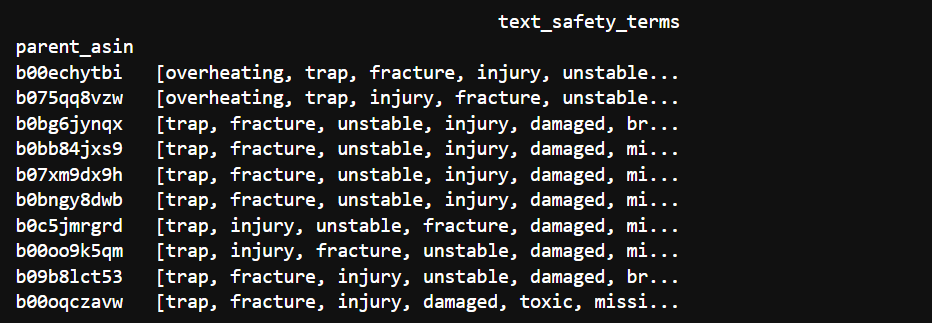 text_safety_terms
parent_asin
b00echytbi [overheating, trap, fracture, injury, unstable...
b075qq8vzw [overheating, trap, injury, fracture, unstable...
b0bg6jynqx [trap, fracture, unstable, injury, damaged, br...
b0bb84jxs9 [trap, fracture, unstable, injury, damaged, mi...
b07xm9dx9h [trap, fracture, unstable, injury, damaged, mi...
b0bngy8dwb [trap, fracture, unstable, injury, damaged, mi...
b0c5jmrgrd [trap, injury, unstable, fracture, damaged, mi...
b00oo9k5qm [trap, injury, fracture, unstable, damaged, mi...
b09b8lct53 [trap, fracture, injury, unstable, damaged, br...
b00oqczavw [trap, fracture, injury, damaged, toxic, missi...